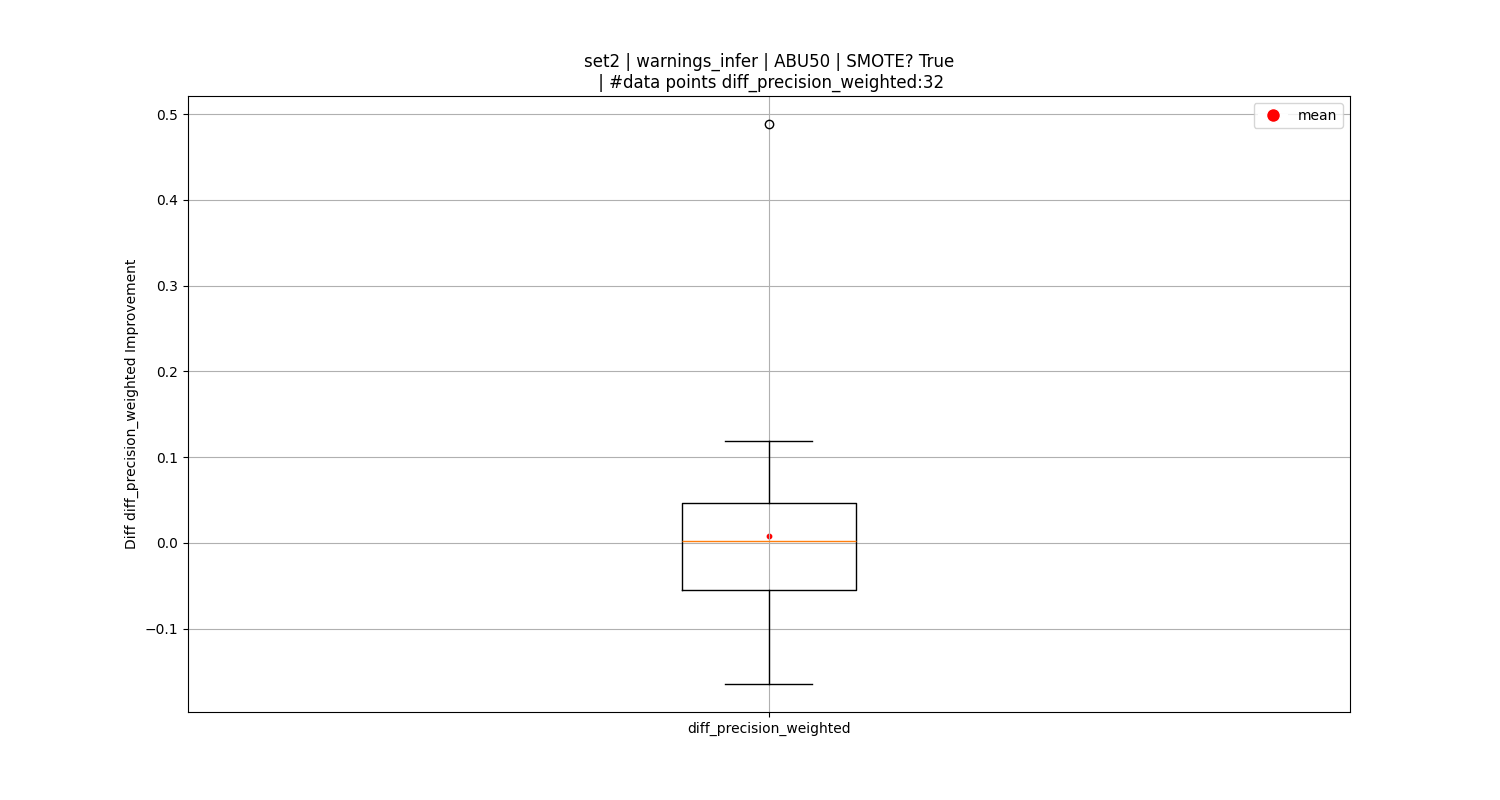 set2 | warnings_infer | ABU50 | SMOTE? True
| #data points diff_precision_weighted:32
mean
0.5
0.4
0.3
0.2
0.1
0.0
−0.1
Diff diff_precision_weighted Improvement
diff_precision_weighted